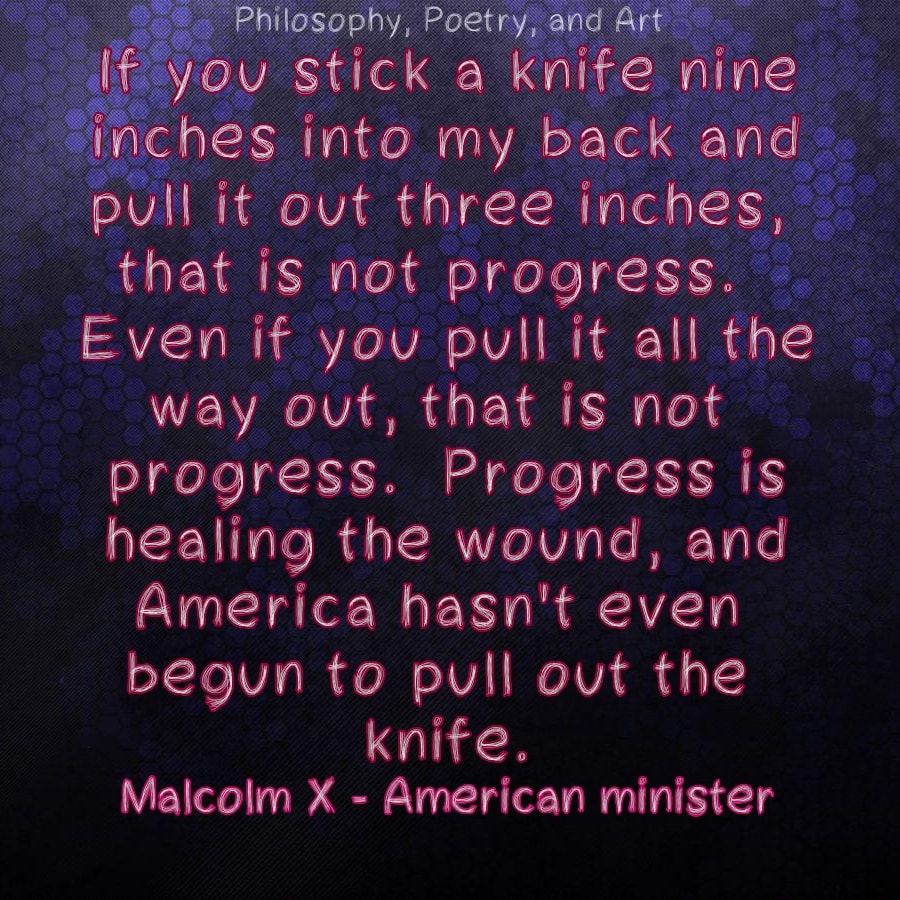 Philosophy, Poetry, and Art
If you stick a knife nine
inches into my back and
pull it out three inches,
that is not progress.
Even if you pull it all the
way out, that is not
progress.  Progress is
healing the wound, and
America hasn't even
begun to pull out the
knife.
Malcolm X - American minister